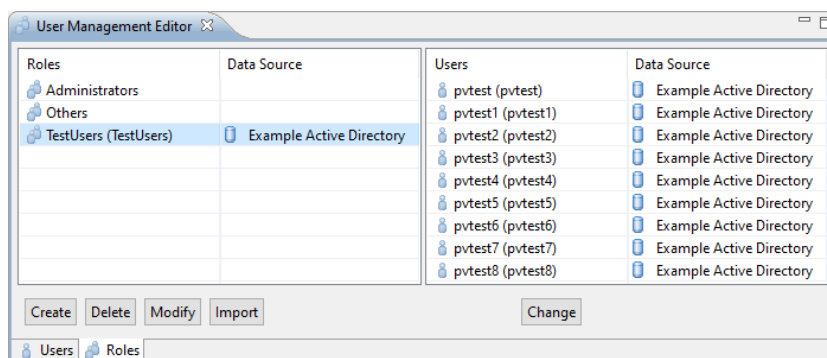 User Management Editor
Roles Data Source Users Data Source
Administrators pvtest (pvtest) Example Active Directory
Others pvtest1 (pvtest1) Example Active Directory
TestUsers (TestUsers) Example Active Directory pvtest2 (pvtest2) Example Active Directory
pvtest3 (pvtest3) Example Active Directory
pvtest4 (pvtest4) Example Active Directory
pvtest5 (pvtest5) Example Active Directory
pvtest6 (pvtest6) Example Active Directory
pvtest7 (pvtest7) Example Active Directory
pvtest8 (pvtest8) Example Active Directory
Create Delete Modify Import Change
Users Roles